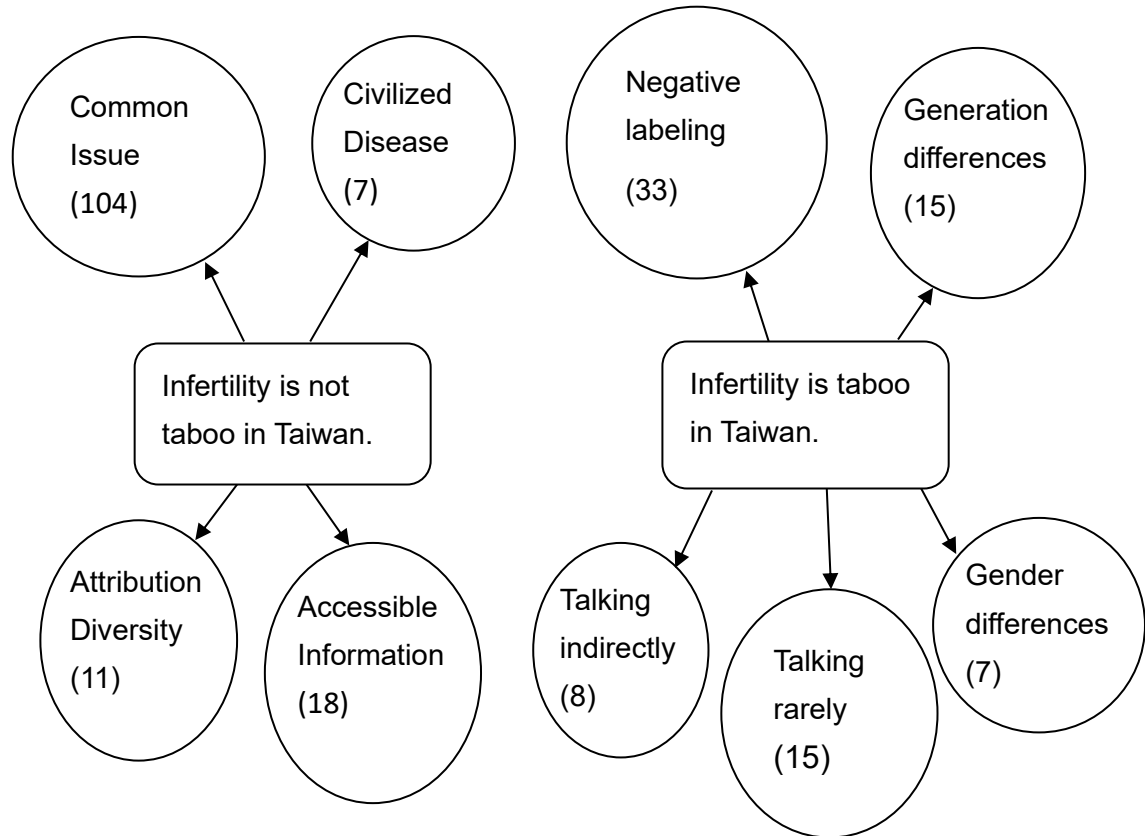 Common
Issue
(104)
Civilized
Disease
(7)
Negative
labeling
(33)
Generation
differences
(15)
Infertility is not
taboo in Taiwan.
Infertility is taboo
in Taiwan.
Attribution
Diversity
(11)
Accessible
Information
(18)
Talking
indirectly
(8)
Talking
rarely
(15)
Gender
differences
(7)